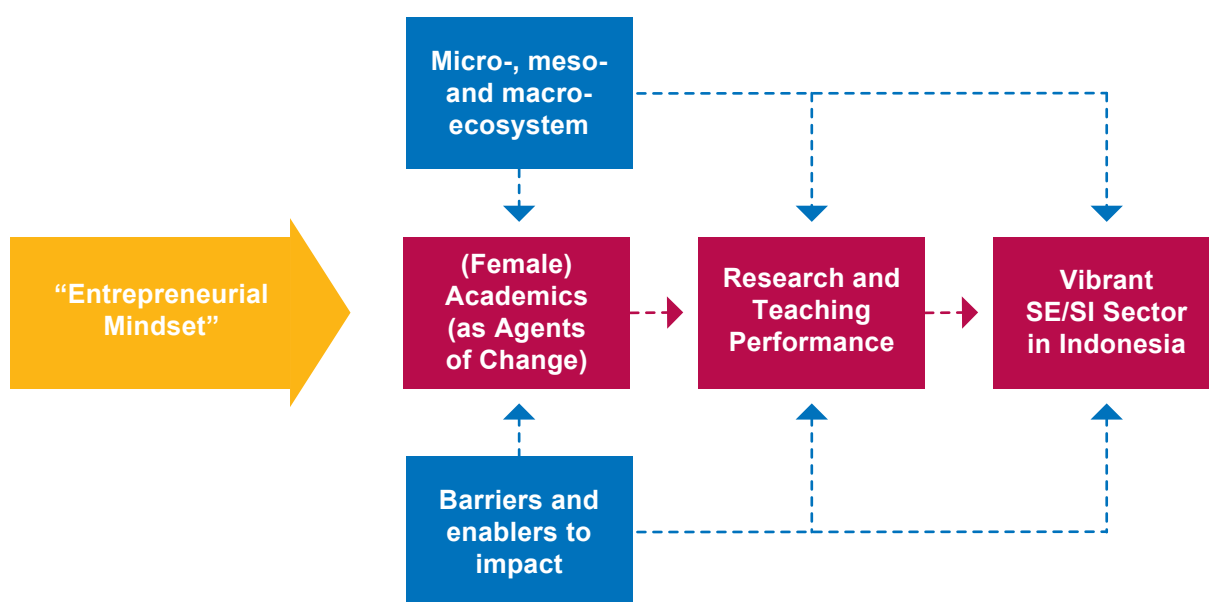 Micro-, meso-
and macro-
ecosystem
“Entrepreneurial
Mindset”
(Female)
Academics
(as Agents
of Change)
Research and
Teaching
Performance
Vibrant
SE/SI Sector
in Indonesia
Barriers and
enablers to
impact